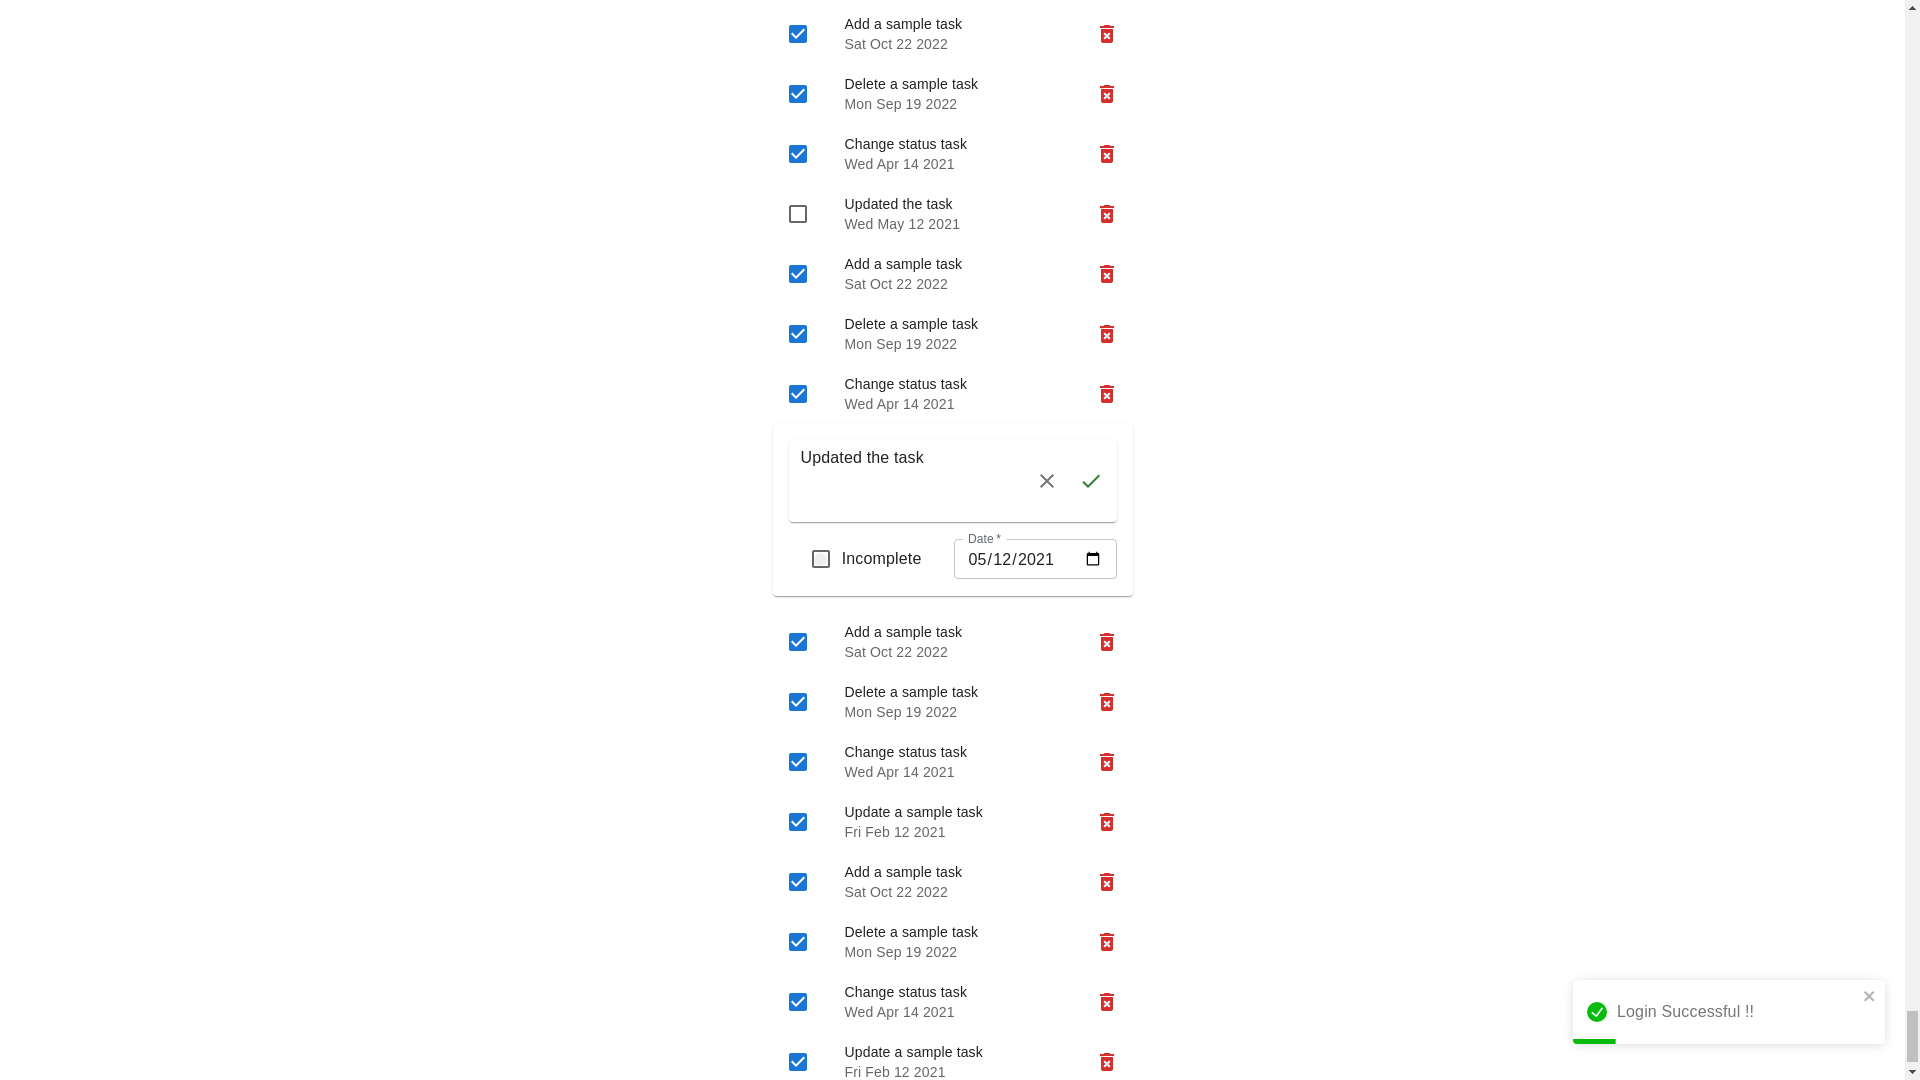 Add a sample task
Sat Oct 22 2022
Delete a sample task
Mon Sep 19 2022
Change status task
Wed Apr 14 2021
Updated the task
Wed May 12 2021
Add a sample task
Sat Oct 22 2022
Delete a sample task
Mon Sep 19 2022
Change status task
Wed Apr 14 2021
Updated the task
Date *
Incomplete
05/12/2021
Add a sample task
Sat Oct 22 2022
Delete a sample task
Mon Sep 19 2022
Change status task
Wed Apr 14 2021
Update a sample task
Fri Feb 12 2021
Add a sample task
Sat Oct 22 2022
Delete a sample task
Mon Sep 19 2022
Change status task
Wed Apr 14 2021
Update a sample task
Fri Feb 12 2021
Login Successful !!